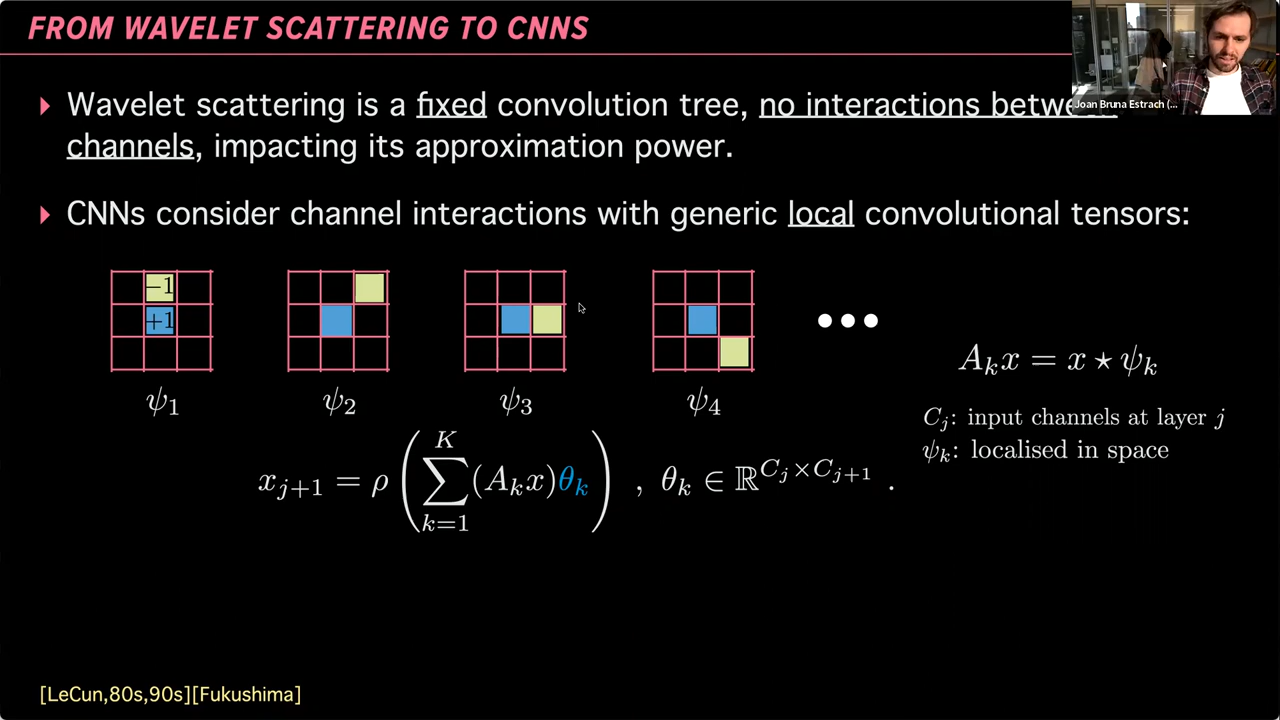 FROM WAVELET SCATTERING TO CNNS
Joan Bruna Estrach (...
Wavelet scattering is a fixed convolution tree, no interactions
channels, impacting its approximation power.
CNNs consider channel interactions with generic local convolutional tensors:
−1
+1
ψ₁ ψ₂ ψ₃ ψ₄ •••
A_k x = x ⋆ ψ_k
C_j: input channels at layer j
ψ_k: localised in space
x_{j+1} = ρ ( ∑_{k=1}^{K} (A_k x)θ_k ) , θ_k ∈ ℝ^{C_j×C_{j+1}} .
[LeCun,80s,90s][Fukushima]